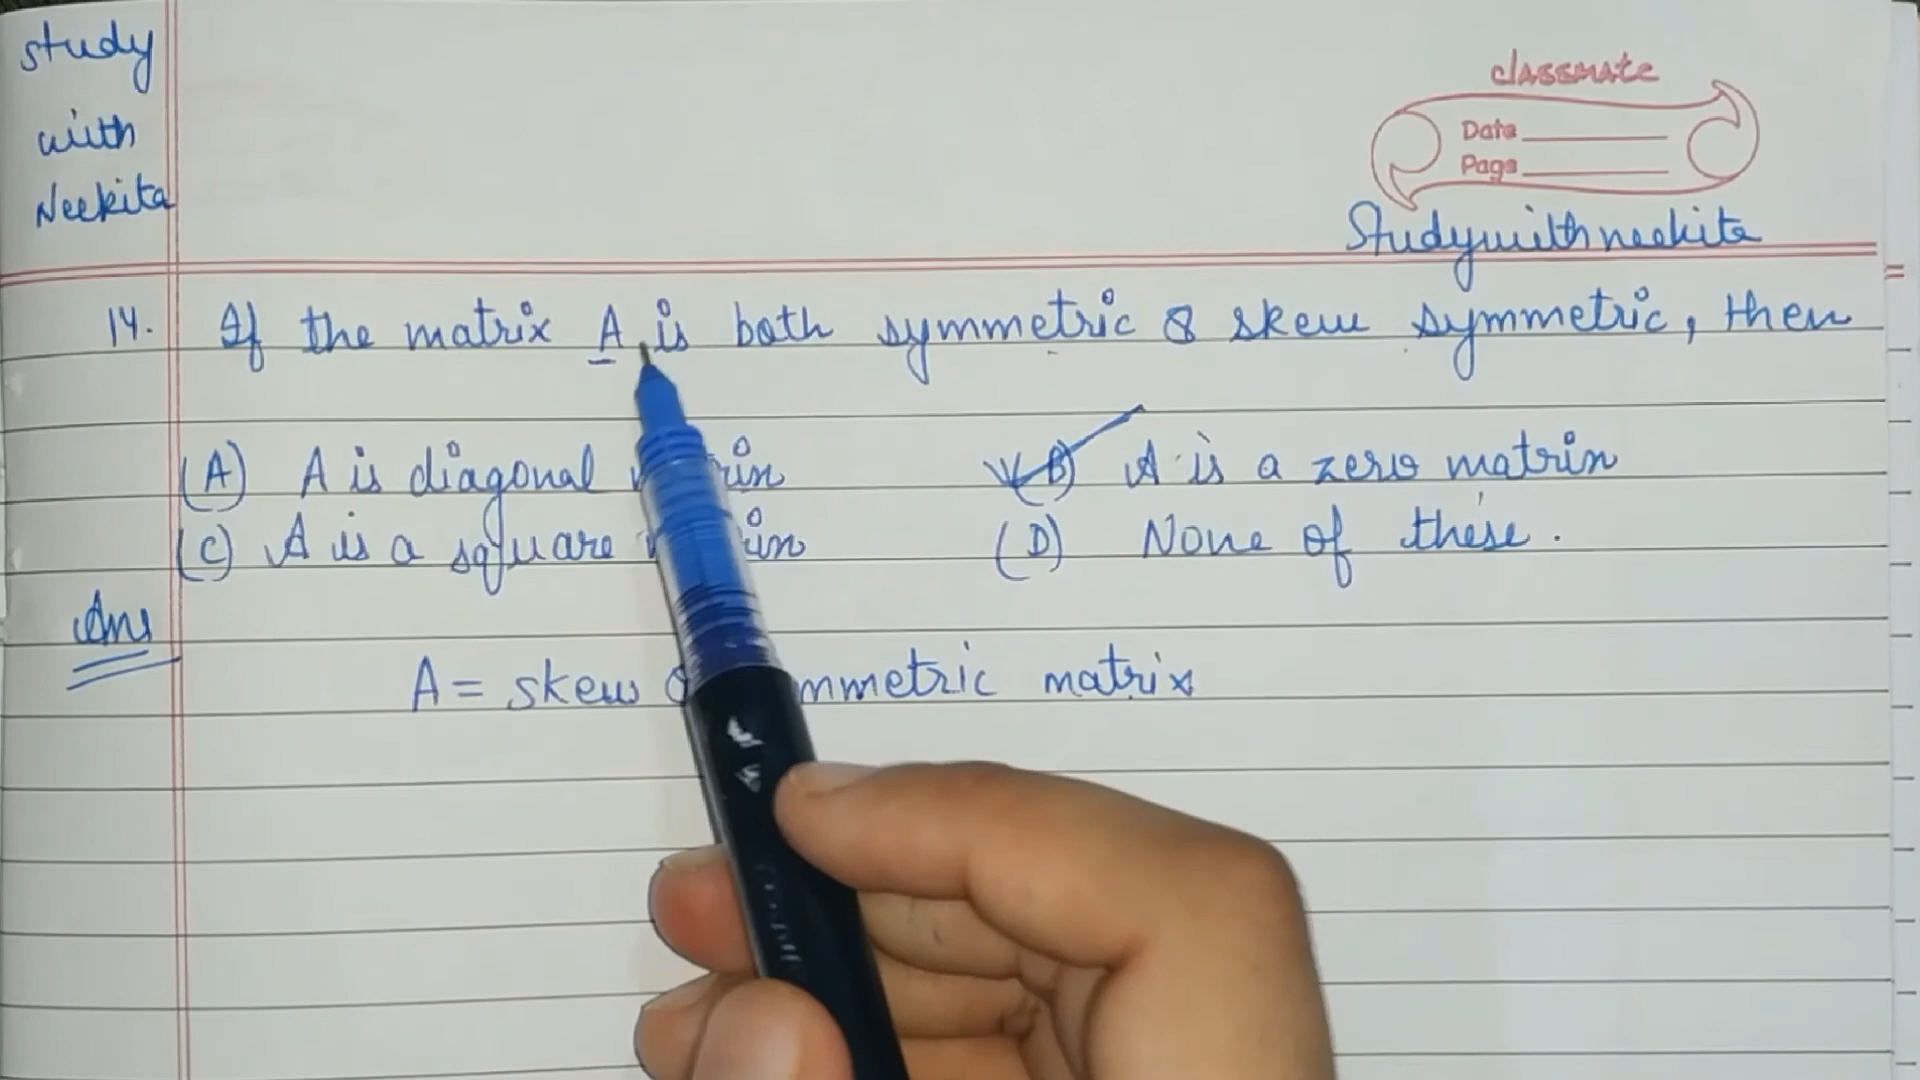 study
with
Neekita
classmate
Date
Page
Studywithneekita
14. If the matrix A is both symmetric & skew symmetric, then
(A) A is diagonal (B) A is a zero matrix
(C) A is a square (D) None of these.
Ans
A = skew matrix